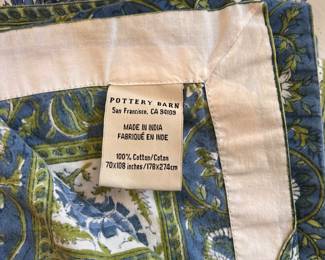 POTTERY BARN
San Francisco, CA 94109
MADE IN INDIA
FABRIQUÉ EN INDE
100% Cotton/Coton
70X108 inches/178X274cm